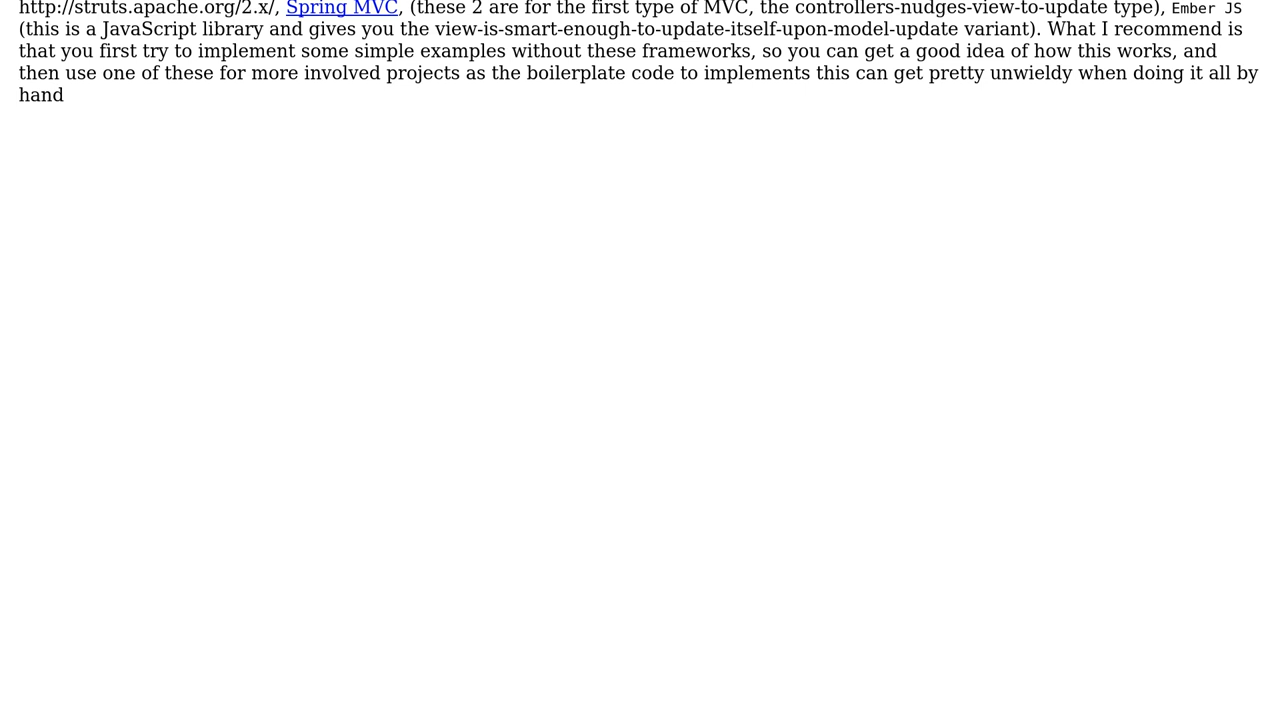 http://struts.apache.org/2.x/, Spring MVC, (these 2 are for the first type of MVC, the controllers-nudges-view-to-update type), Ember JS
(this is a JavaScript library and gives you the view-is-smart-enough-to-update-itself-upon-model-update variant). What I recommend is
that you first try to implement some simple examples without these frameworks, so you can get a good idea of how this works, and
then use one of these for more involved projects as the boilerplate code to implements this can get pretty unwieldy when doing it all by
hand